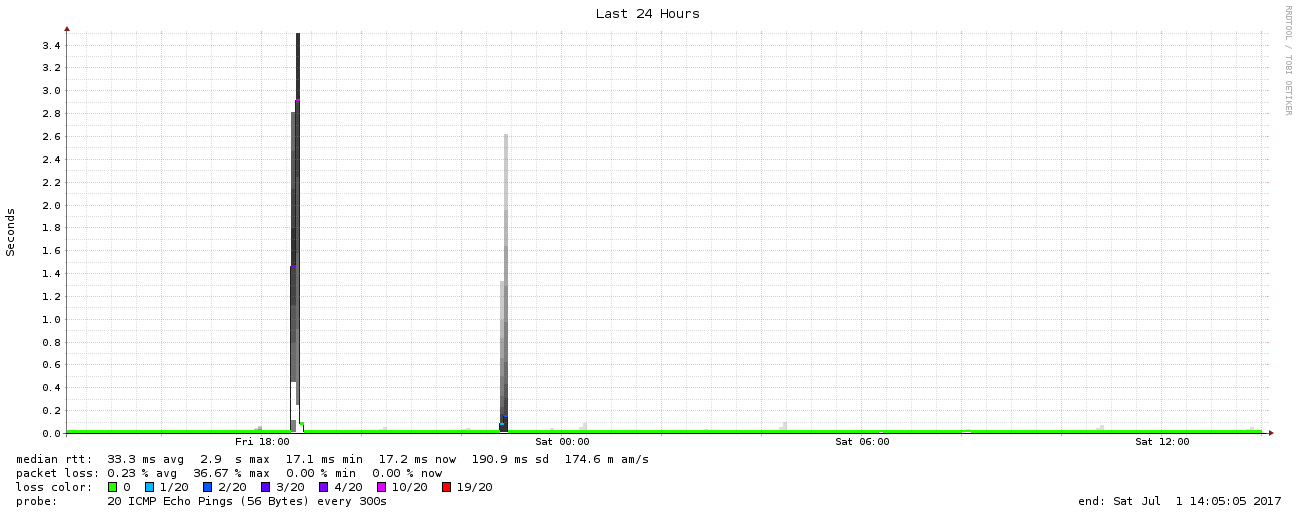 Last 24 Hours
RRDTOOL / TOBI OETIKER
Seconds
3.4
3.2
3.0
2.8
2.6
2.4
2.2
2.0
1.8
1.6
1.4
1.2
1.0
0.8
0.6
0.4
0.2
0.0
Fri 18:00 Sat 00:00 Sat 06:00 Sat 12:00
median rtt: 33.3 ms avg 2.9 s max 17.1 ms min 17.2 ms now 190.9 ms sd 174.6 m am/s
packet loss: 0.23 % avg 36.67 % max 0.00 % min 0.00 % now
loss color: 0 1/20 2/20 3/20 4/20 10/20 19/20
probe: 20 ICMP Echo Pings (56 Bytes) every 300s end: Sat Jul 1 14:05:05 2017